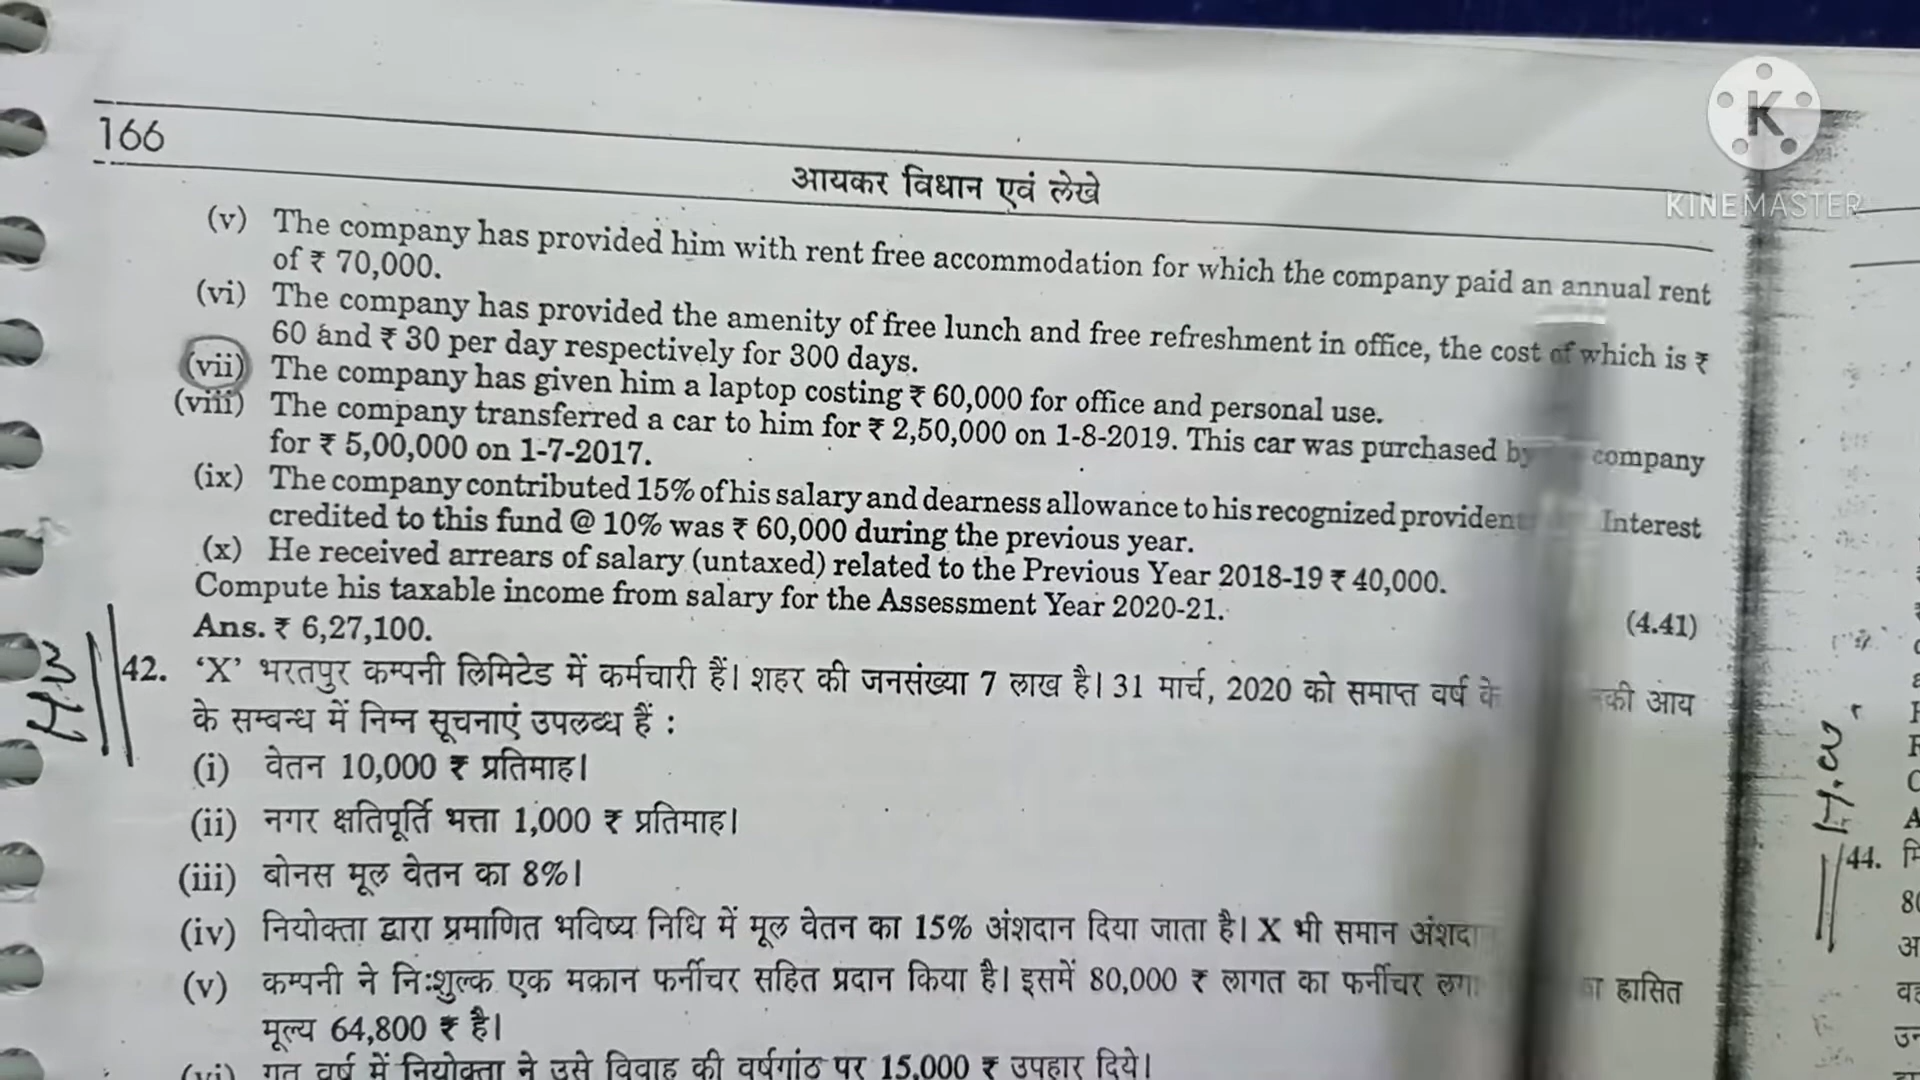 166
आयकर विधान एवं लेखे
K
KINEMASTER
(v) The company has provided him with rent free accommodation for which the company paid an annual rent
of ₹ 70,000.
(vi) The company has provided the amenity of free lunch and free refreshment in office, the cost of which is ₹
60 and ₹ 30 per day respectively for 300 days.
(vii) The company has given him a laptop costing ₹ 60,000 for office and personal use.
(viii) The company transferred a car to him for ₹ 2,50,000 on 1-8-2019. This car was purchased by company
for ₹ 5,00,000 on 1-7-2017.
(ix) The company contributed 15% of his salary and dearness allowance to his recognized provident Interest
credited to this fund @ 10% was ₹ 60,000 during the previous year.
(x) He received arrears of salary (untaxed) related to the Previous Year 2018-19 ₹ 40,000.
Compute his taxable income from salary for the Assessment Year 2020-21.
(4.41)
Ans. ₹ 6,27,100.
42. ‘X’ भरतपुर कम्पनी लिमिटेड में कर्मचारी हैं। शहर की जनसंख्या 7 लाख है। 31 मार्च, 2020 को समाप्त वर्ष के आय
के सम्बन्ध में निम्न सूचनाएं उपलब्ध हैं :
(i) वेतन 10,000 ₹ प्रतिमाह।
(ii) नगर क्षतिपूर्ति भत्ता 1,000 ₹ प्रतिमाह।
(iii) बोनस मूल वेतन का 8%।
(iv) नियोक्ता द्वारा प्रमाणित भविष्य निधि में मूल वेतन का 15% अंशदान दिया जाता है। X भी समान
(v) कम्पनी ने निःशुल्क एक मकान फर्नीचर सहित प्रदान किया है। इसमें 80,000 ₹ लागत का फर्नीचर ह्रासित
मूल्य 64,800 ₹ है।
(vi) गत वर्ष में नियोक्ता ने उसे विवाह की वर्षगांठ पर 15,000 ₹ उपहार दिये।
H.W.
44.